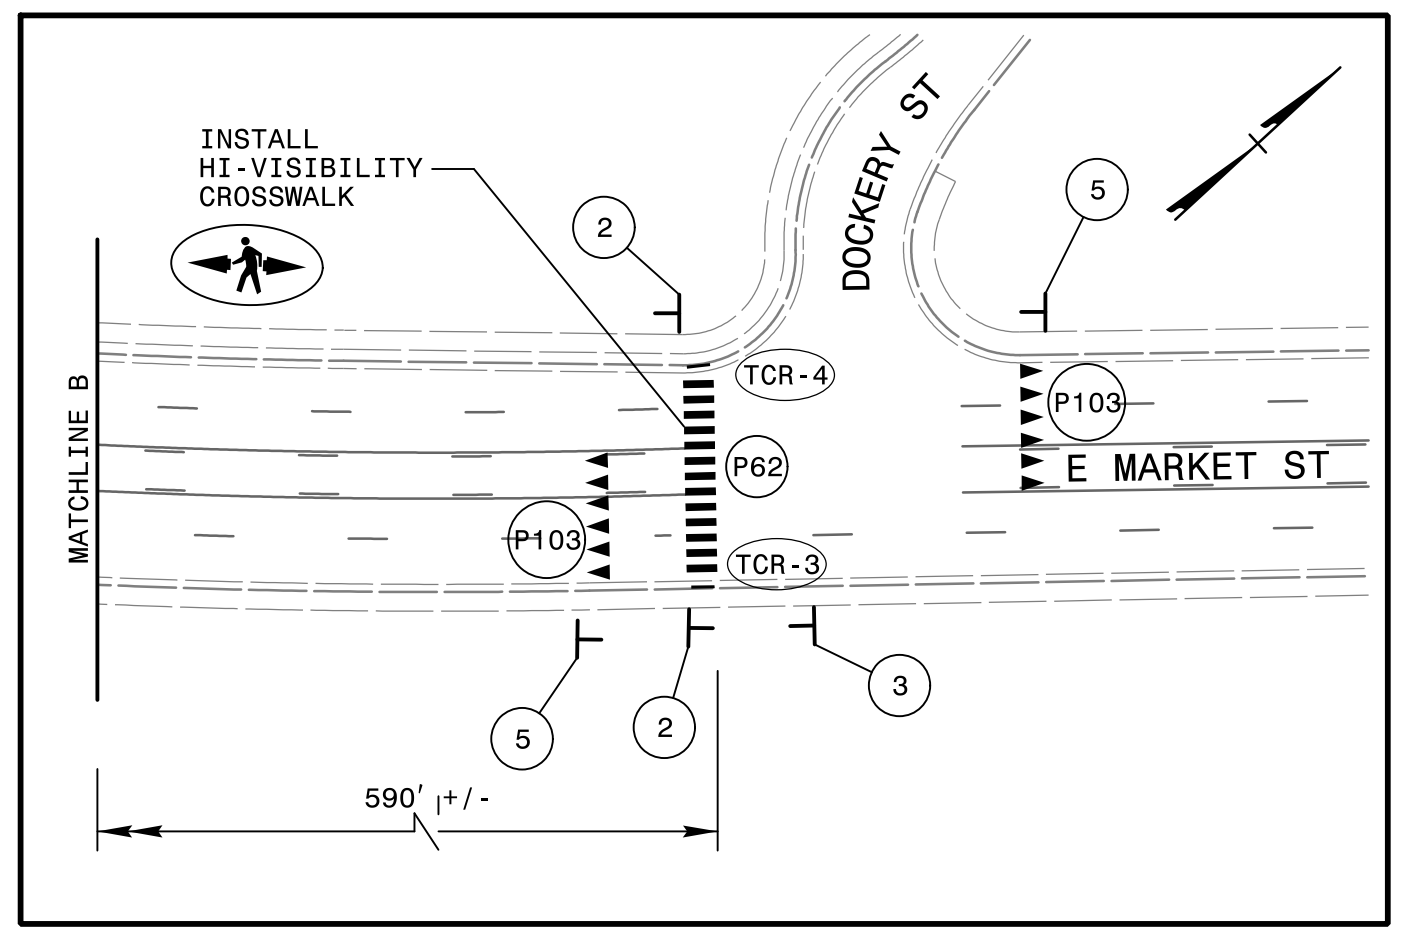 INSTALL
HI-VISIBILITY
CROSSWALK
DOCKERY ST
5
2
MATCHLINE B
TCR-4
P103
P62
E MARKET ST
P103
TCR-3
3
5
2
590' +/-